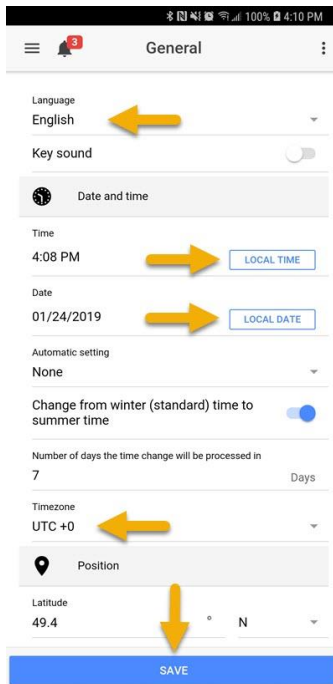 100% 4:10 PM
3
General
Language
English
Key sound
Date and time
Time
4:08 PM
LOCAL TIME
Date
01/24/2019
LOCAL DATE
Automatic setting
None
Change from winter (standard) time to
summer time
Number of days the time change will be processed in
7 Days
Timezone
UTC +0
Position
Latitude
49.4 ° N
SAVE